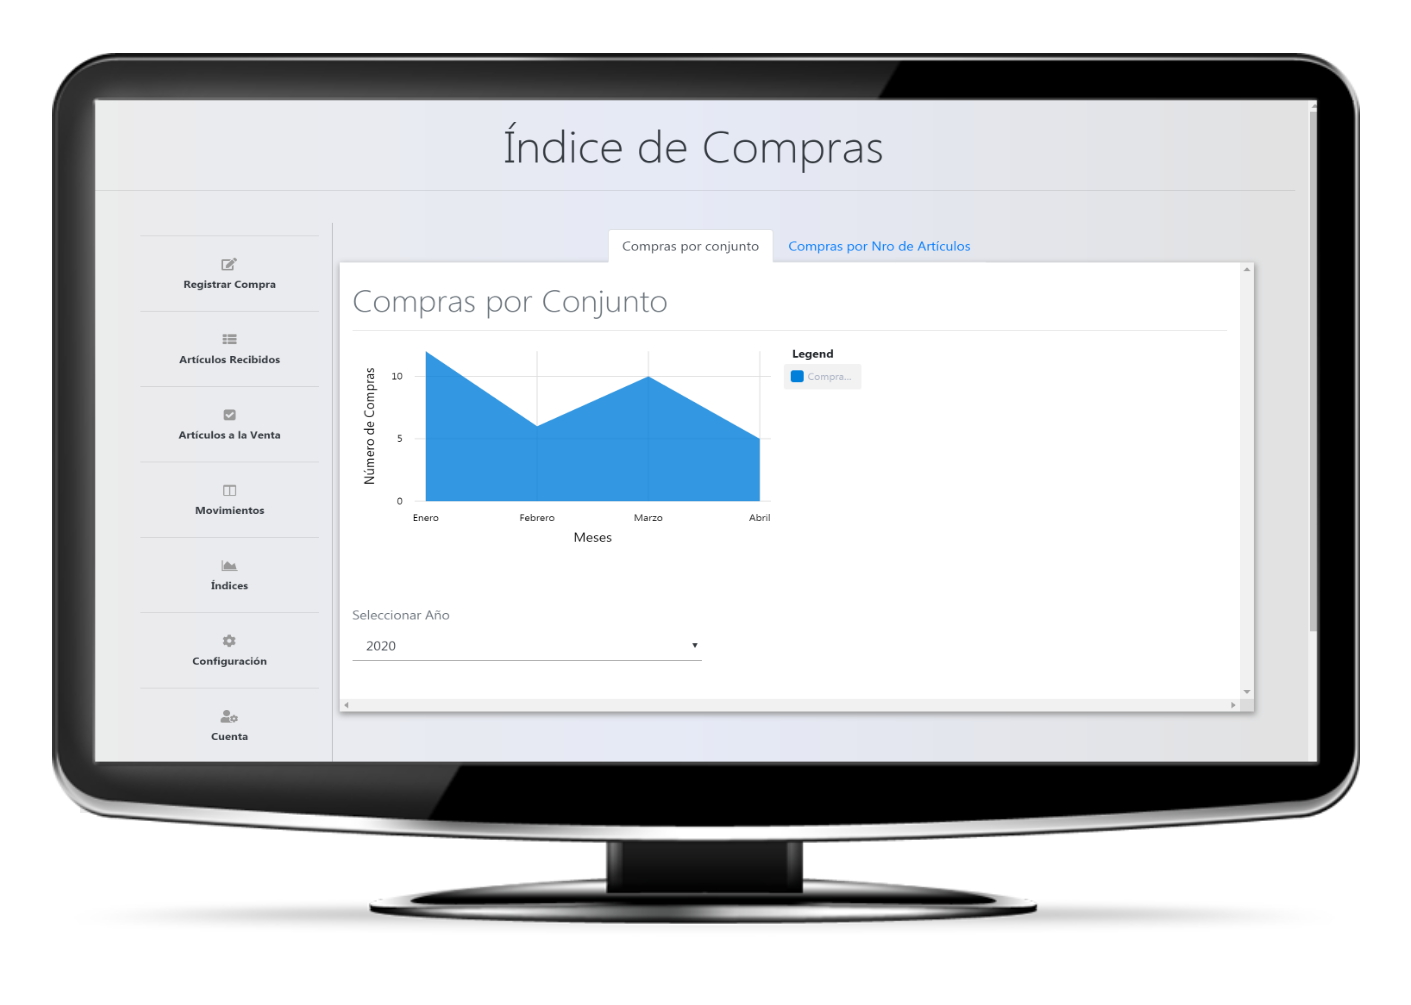 Índice de Compras
Registrar Compra
Artículos Recibidos
Artículos a la Venta
Movimientos
Índices
Configuración
Cuenta
Compras por conjunto
Compras por Nro de Artículos
Compras por Conjunto
Número de Compras
10
5
0
Enero
Febrero
Marzo
Abril
Meses
Legend
Compra...
Seleccionar Año
2020